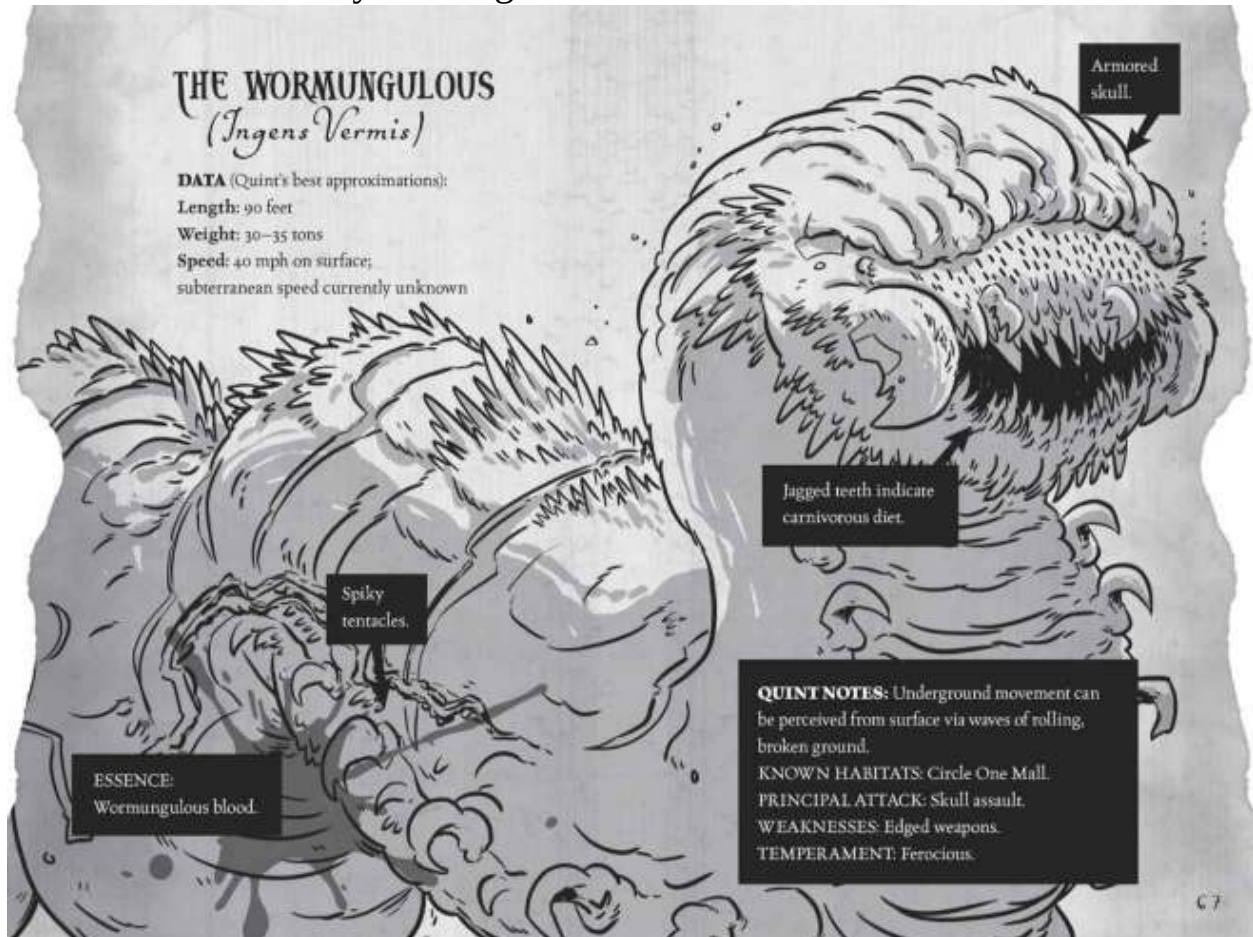 THE WORMUNGULOUS
(Ingens Vermis)
DATA (Quint's best approximations):
Length: 90 feet
Weight: 30–35 tons
Speed: 40 mph on surface;
subterranean speed currently unknown
Armored
skull.
Jagged teeth indicate
carnivorous diet.
Spiky
tentacles.
ESSENCE:
Wormungulous blood.
QUINT NOTES: Underground movement can
be perceived from surface via waves of rolling,
broken ground.
KNOWN HABITATS: Circle One Mall.
PRINCIPAL ATTACK: Skull assault.
WEAKNESSES: Edged weapons.
TEMPERAMENT: Ferocious.
67